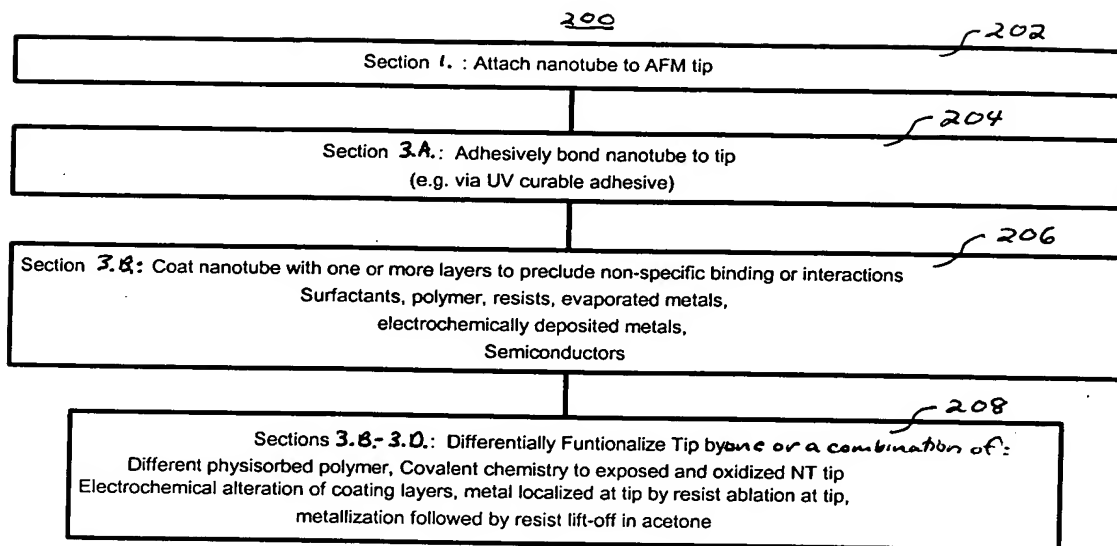 200
202
Section 1. : Attach nanotube to AFM tip
204
Section 3.A.: Adhesively bond nanotube to tip
(e.g. via UV curable adhesive)
206
Section 3.B: Coat nanotube with one or more layers to preclude non-specific binding or interactions
Surfactants, polymer, resists, evaporated metals,
electrochemically deposited metals,
Semiconductors
208
Sections 3.B.-3.D.: Differentially Funtionalize Tip by one or a combination of:
Different physisorbed polymer, Covalent chemistry to exposed and oxidized NT tip
Electrochemical alteration of coating layers, metal localized at tip by resist ablation at tip,
metallization followed by resist lift-off in acetone